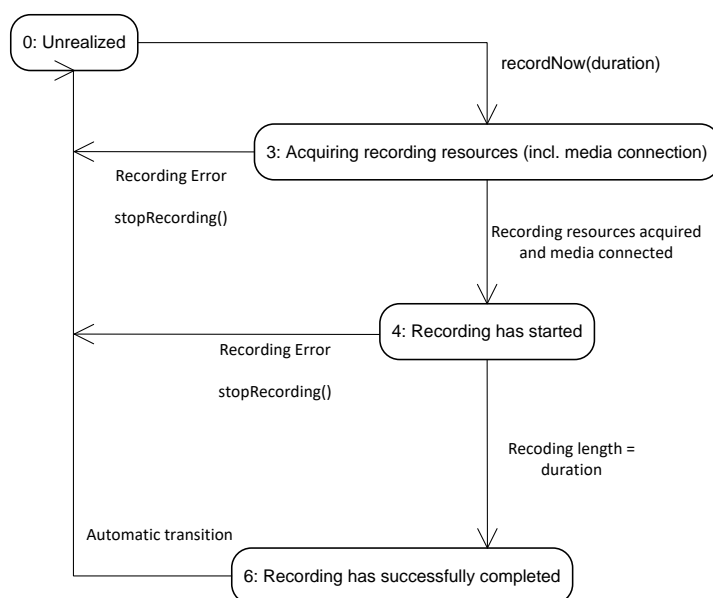 0: Unrealized
recordNow(duration)
3: Acquiring recording resources (incl. media connection)
Recording Error
stopRecording()
Recording resources acquired
and media connected
4: Recording has started
Recording Error
stopRecording()
Recoding length =
duration
Automatic transition
6: Recording has successfully completed